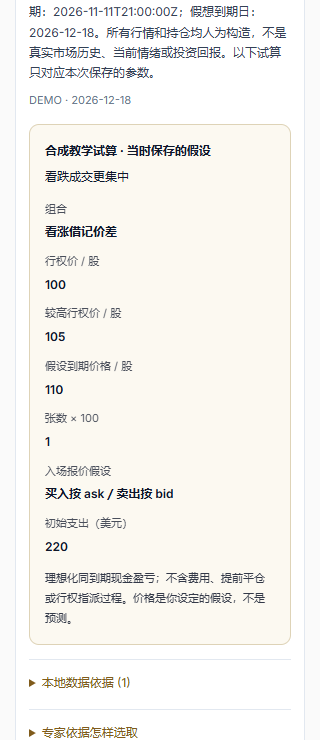 期：2026-11-11T21:00:00Z；假想到期日：
2026-12-18。所有行情和持仓均人为构造，不是
真实市场历史、当前情绪或投资回报。以下试算
只对应本次保存的参数。
DEMO · 2026-12-18
合成教学试算 · 当时保存的假设
看跌成交更集中
组合
看涨借记价差
行权价 / 股
100
较高行权价 / 股
105
假设到期价格 / 股
110
张数 × 100
1
入场报价假设
买入按 ask / 卖出按 bid
初始支出（美元）
220
理想化同到期现金盈亏；不含费用、提前平仓
或行权指派过程。价格是你设定的假设，不是
预测。
▶ 本地数据依据 (1)
▶ 专家依据怎样选取